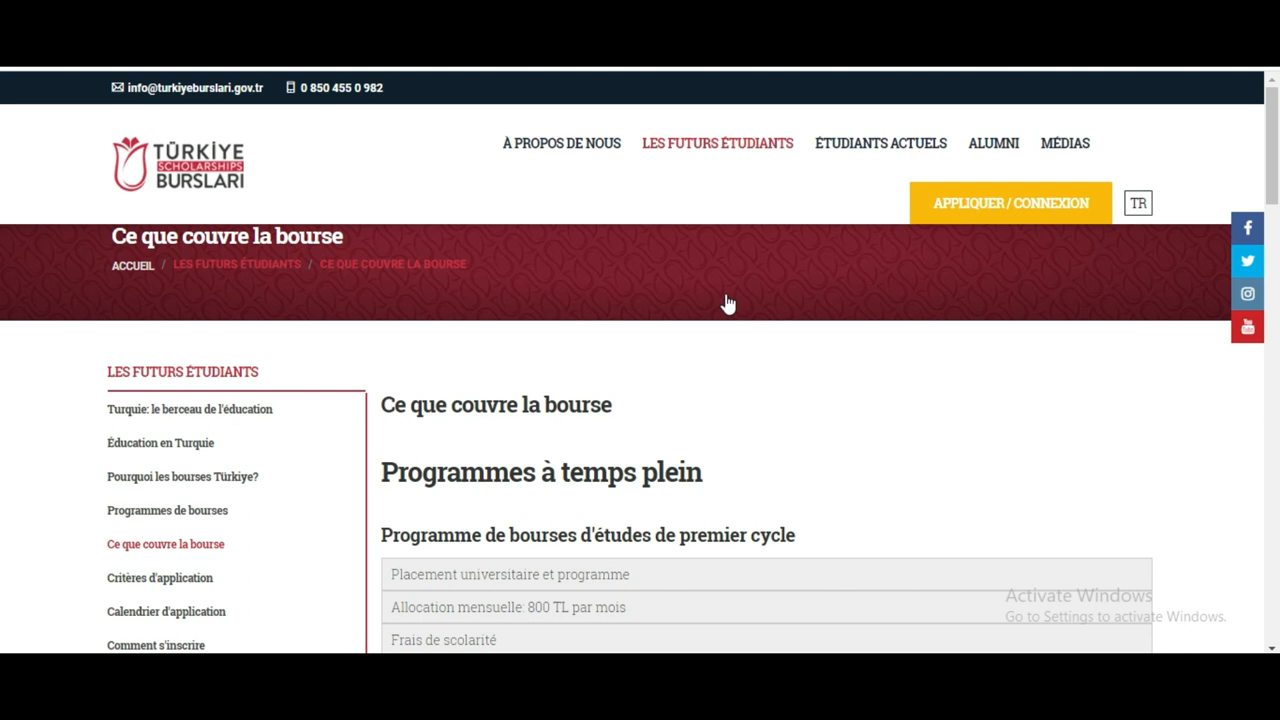 info@turkiyeburslari.gov.tr 0 850 455 0 982
TÜRKİYE
SCHOLARSHIPS
BURSLARI
À PROPOS DE NOUS LES FUTURS ÉTUDIANTS ÉTUDIANTS ACTUELS ALUMNI MÉDIAS
APPLIQUER / CONNEXION TR
Ce que couvre la bourse
ACCUEIL / LES FUTURS ÉTUDIANTS / CE QUE COUVRE LA BOURSE
You
Tube
LES FUTURS ÉTUDIANTS
Turquie: le berceau de l'éducation
Éducation en Turquie
Pourquoi les bourses Türkiye?
Programmes de bourses
Ce que couvre la bourse
Critères d'application
Calendrier d'application
Comment s'inscrire
Ce que couvre la bourse
Programmes à temps plein
Programme de bourses d'études de premier cycle
Placement universitaire et programme
Allocation mensuelle: 800 TL par mois
Frais de scolarité
Activate Windows
Go to Settings to activate Windows.